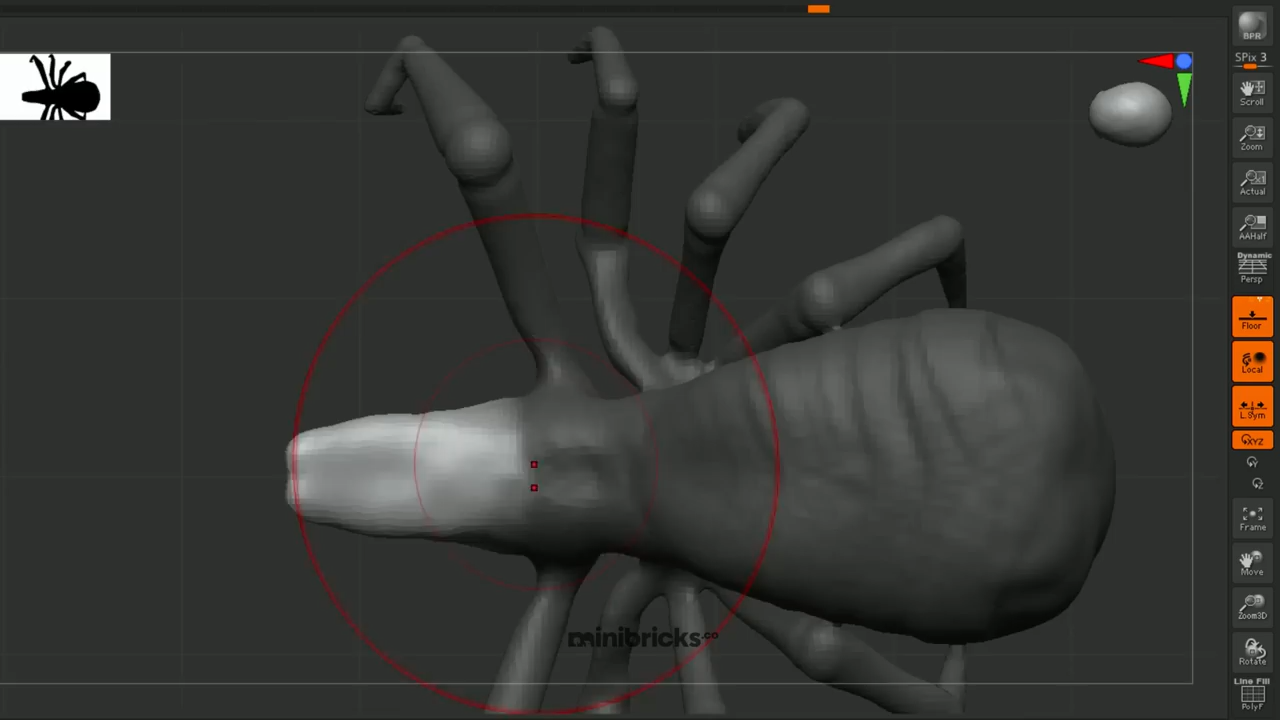 BPR
SPix 3
Scroll
Zoom
Actual
AAHalf
Dynamic
Persp
Floor
Local
L.Sym
XYZ
Y
Z
Frame
Move
Zoom3D
Rotate
Line Fill
PolyF
minibricks.co